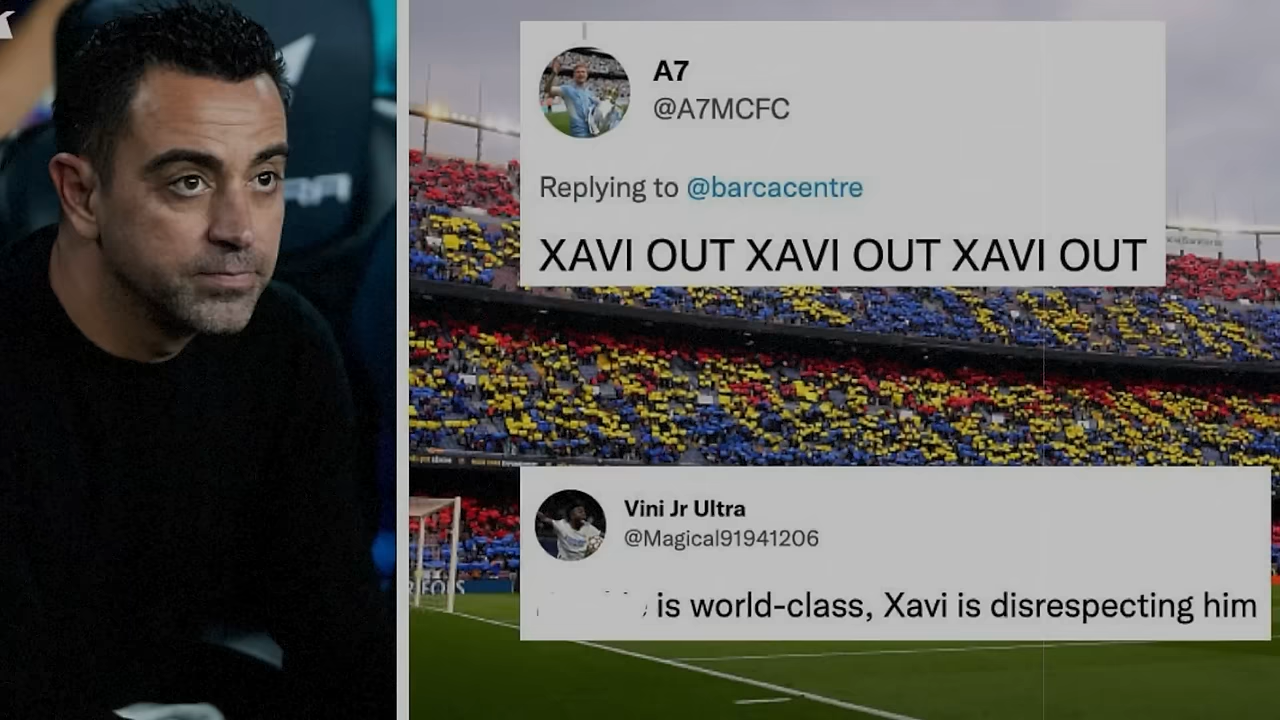 A7
@A7MCFC
Replying to @barcacentre
XAVI OUT XAVI OUT XAVI OUT
Vini Jr Ultra
@Magical91941206
is world-class, Xavi is disrespecting him